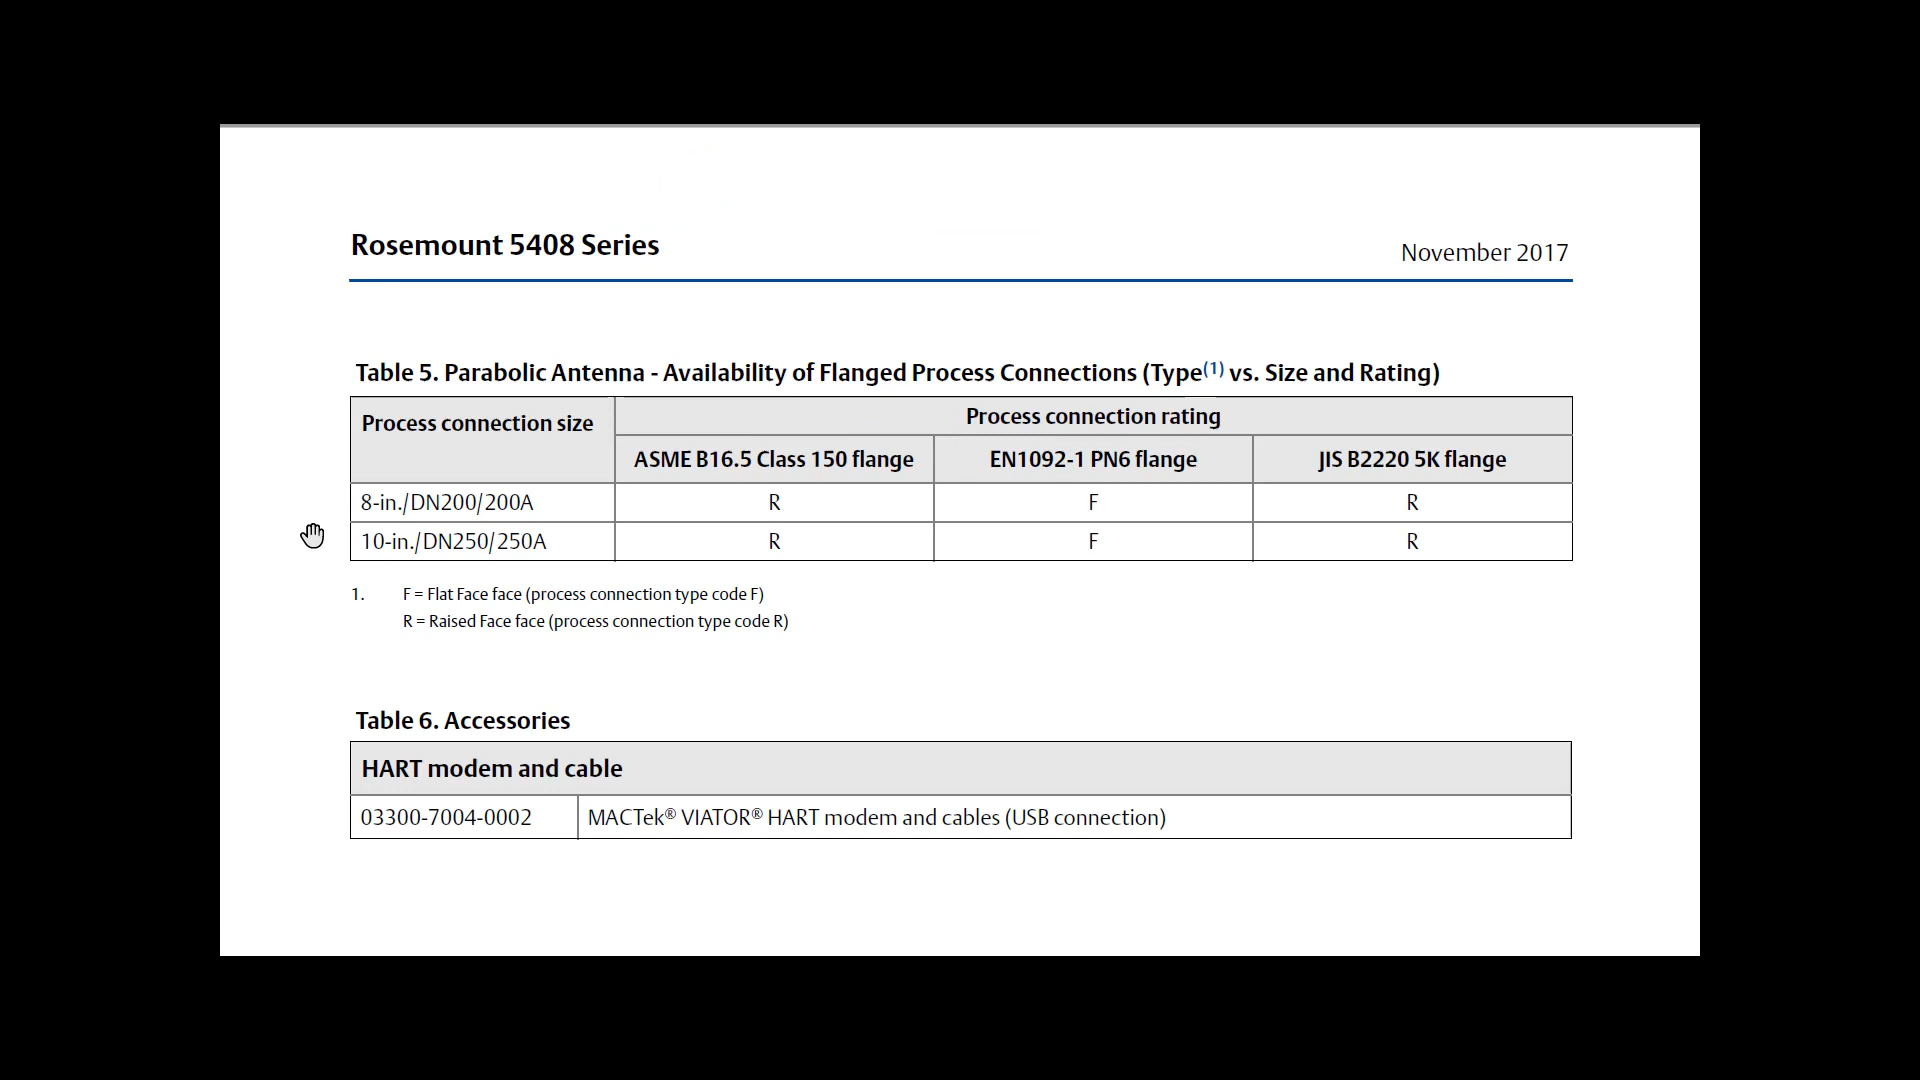 Rosemount 5408 Series
November 2017
Table 5. Parabolic Antenna - Availability of Flanged Process Connections (Type(1) vs. Size and Rating)
Process connection size
Process connection rating
ASME B16.5 Class 150 flange
EN1092-1 PN6 flange
JIS B2220 5K flange
8-in./DN200/200A R F R
10-in./DN250/250A R F R
1. F = Flat Face face (process connection type code F)
R = Raised Face face (process connection type code R)
Table 6. Accessories
HART modem and cable
03300-7004-0002 MACTek® VIATOR® HART modem and cables (USB connection)